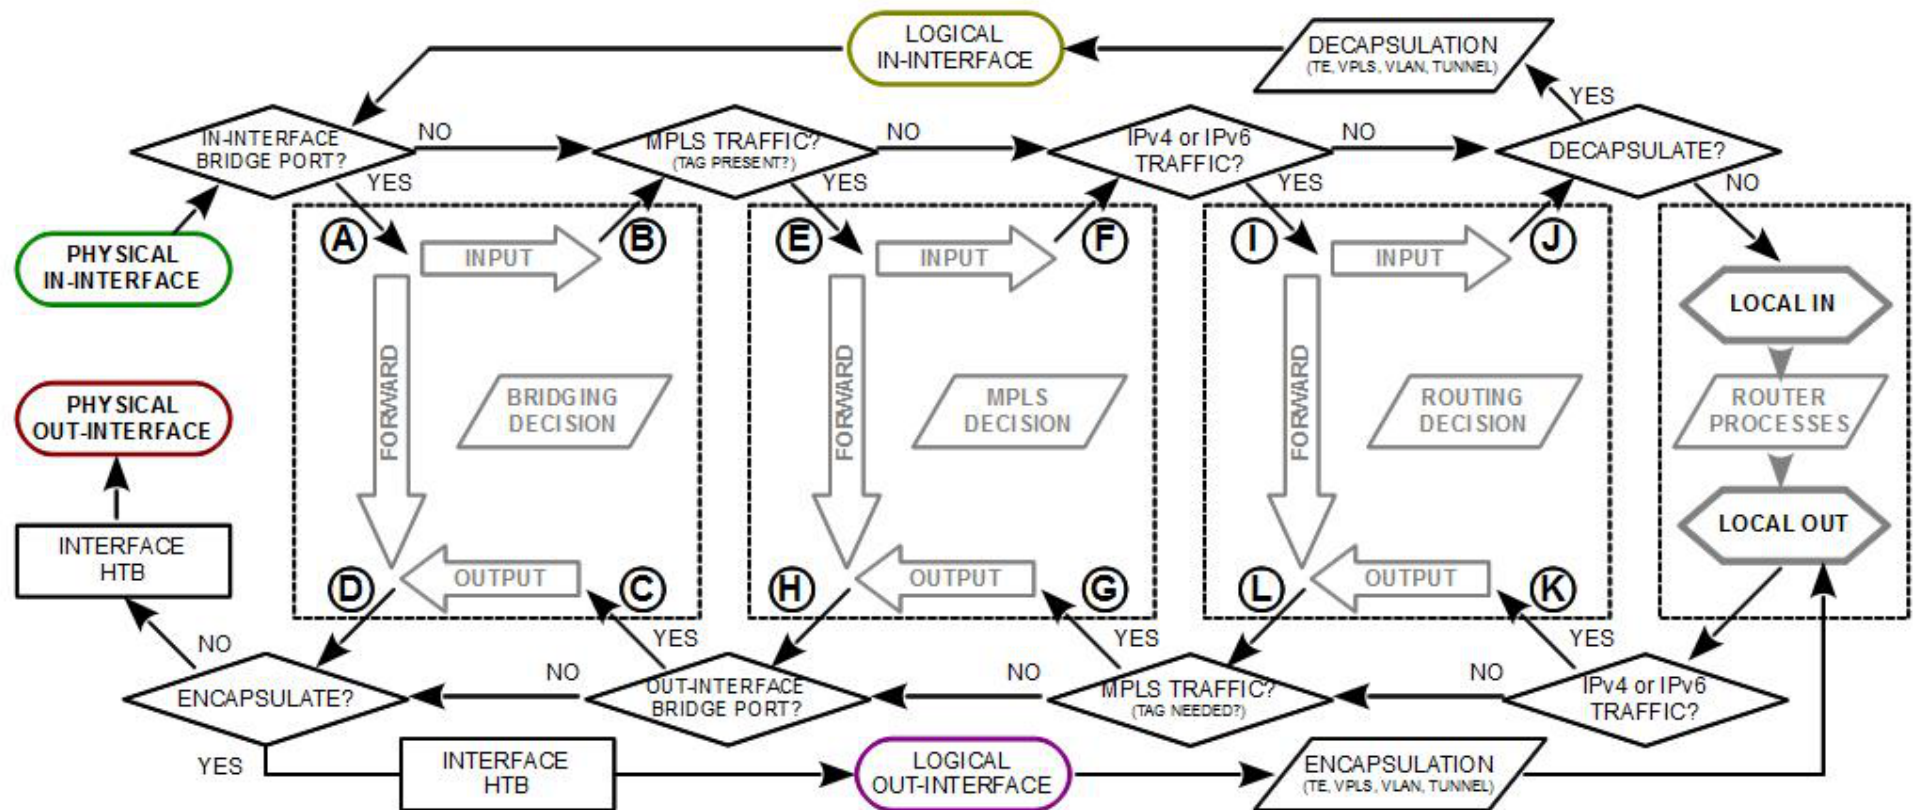 LOGICAL
IN-INTERFACE
DECAPSULATION
(TE, VPLS, VLAN, TUNNEL)
YES
IN-INTERFACE
BRIDGE PORT?
NO
MPLS TRAFFIC?
(TAG PRESENT?)
NO
IPv4 or IPv6
TRAFFIC?
NO
DECAPSULATE?
YES
YES
YES
NO
PHYSICAL
IN-INTERFACE
A
INPUT
B
E
INPUT
F
I
INPUT
J
LOCAL IN
FORWARD
BRIDGING
DECISION
FORWARD
MPLS
DECISION
FORWARD
ROUTING
DECISION
ROUTER
PROCESSES
PHYSICAL
OUT-INTERFACE
INTERFACE
HTB
D
OUTPUT
C
H
OUTPUT
G
L
OUTPUT
K
LOCAL OUT
NO
YES
YES
YES
ENCAPSULATE?
NO
OUT-INTERFACE
BRIDGE PORT?
NO
MPLS TRAFFIC?
(TAG NEEDED?)
NO
IPv4 or IPv6
TRAFFIC?
YES
INTERFACE
HTB
LOGICAL
OUT-INTERFACE
ENCAPSULATION
(TE, VPLS, VLAN, TUNNEL)